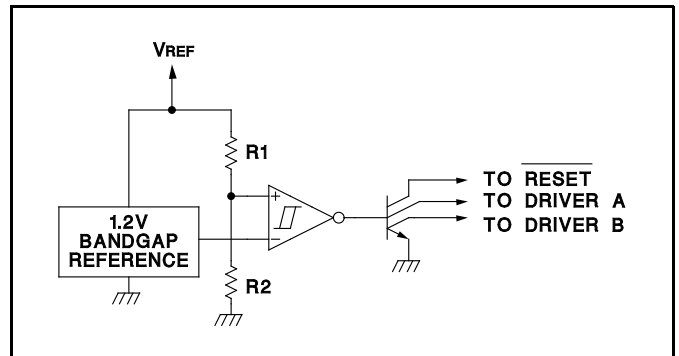 VREF
R1
TO RESET
TO DRIVER A
TO DRIVER B
+
−
1.2V
BANDGAP
REFERENCE
R2